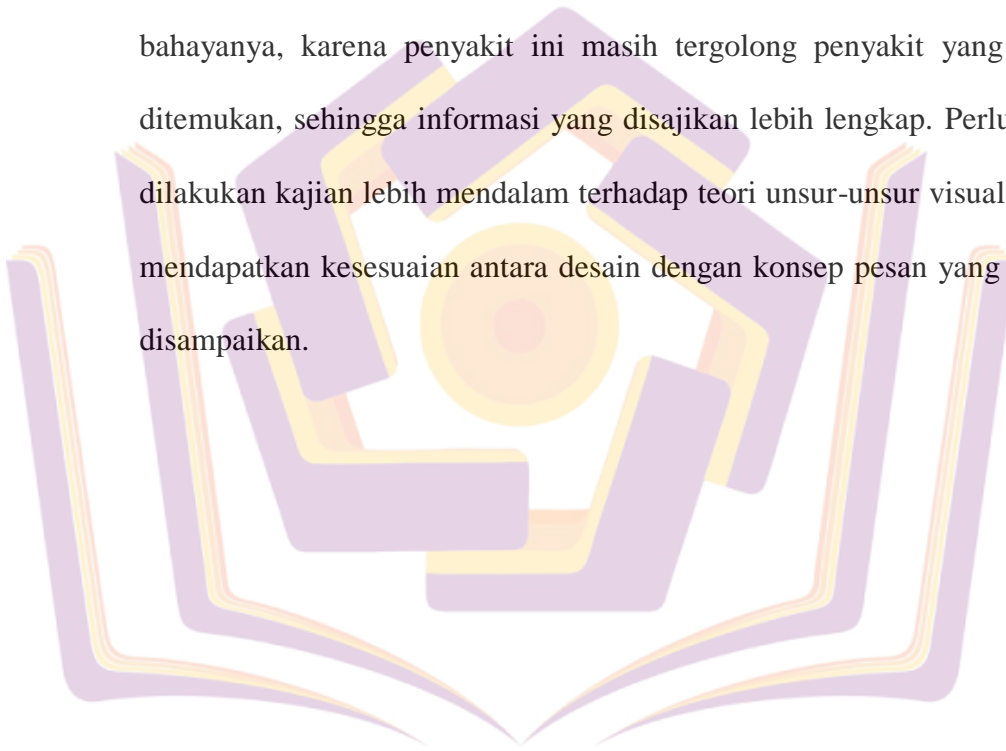 bahayanya, karena penyakit ini masih tergolong penyakit yang
ditemukan, sehingga informasi yang disajikan lebih lengkap. Perlu
dilakukan kajian lebih mendalam terhadap teori unsur-unsur visual
mendapatkan kesesuaian antara desain dengan konsep pesan yang
disampaikan.